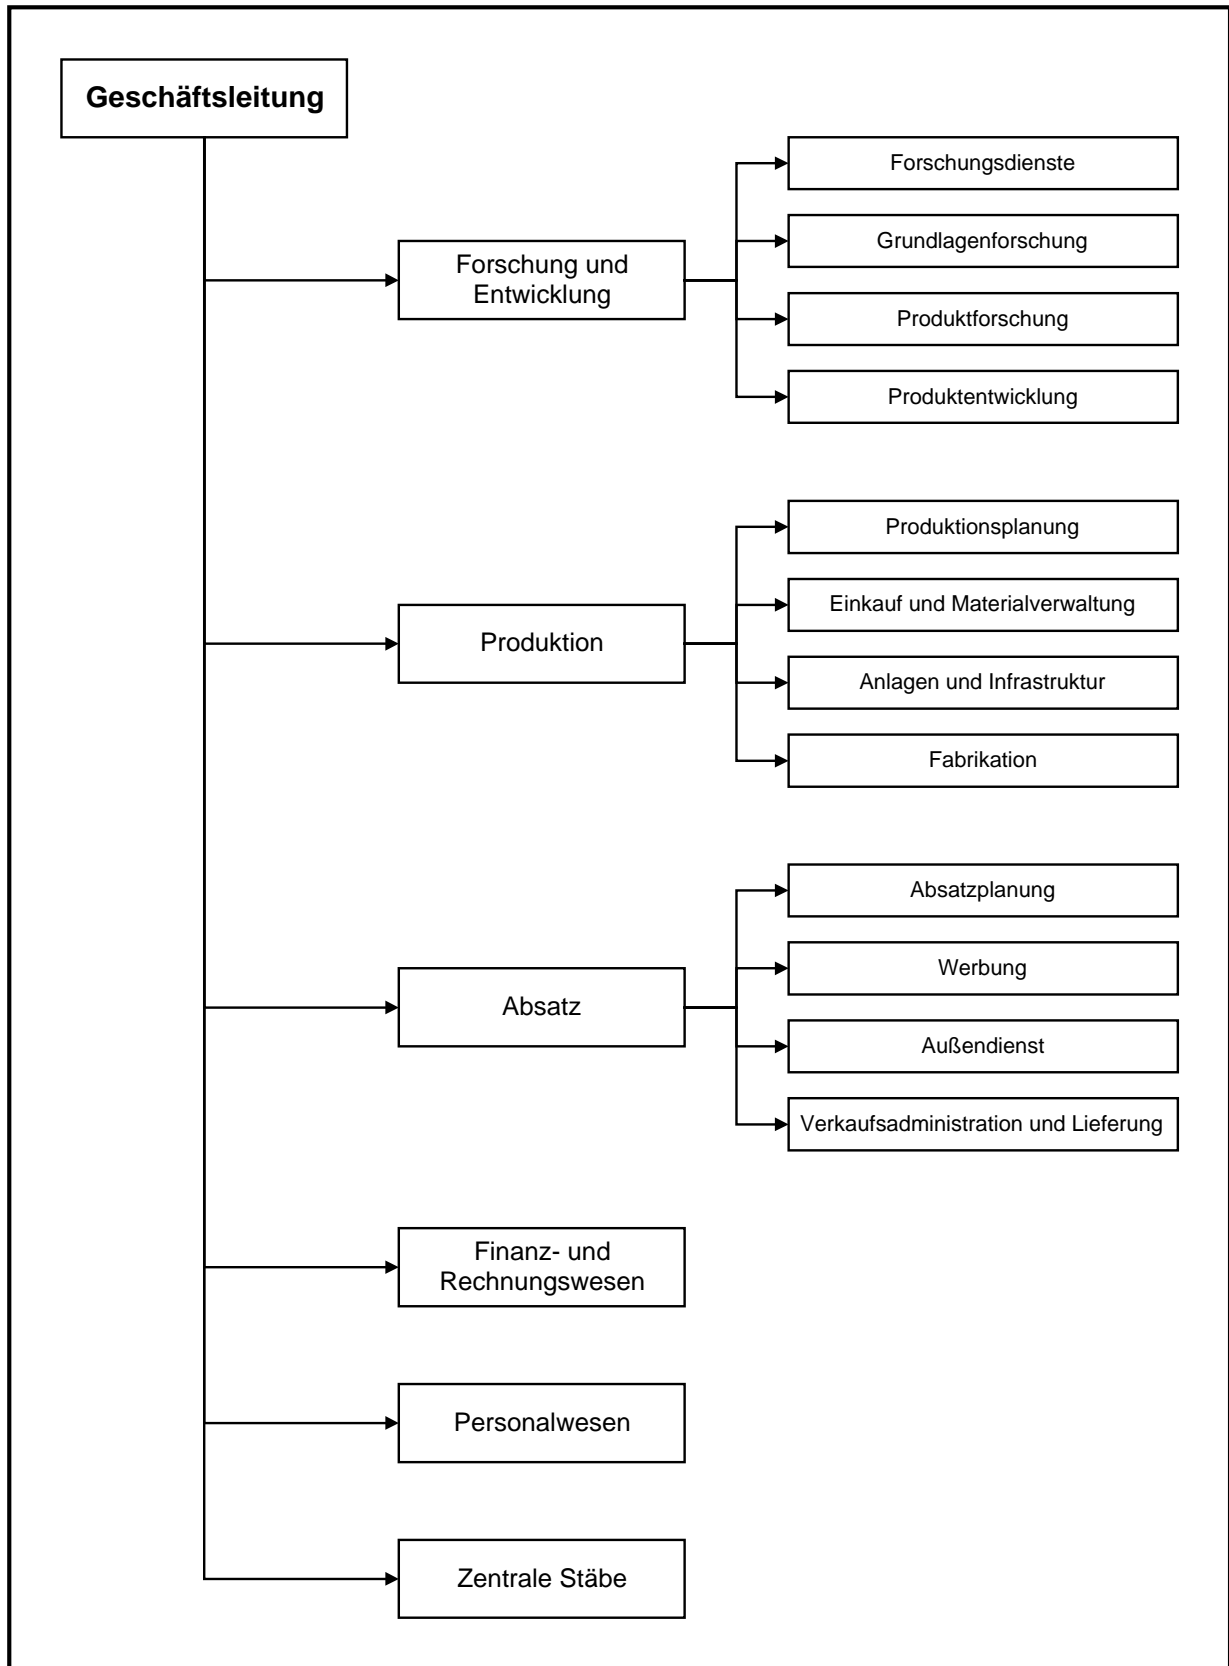 Geschäftsleitung
Forschungsdienste
Grundlagenforschung
Forschung und
Entwicklung
Produktforschung
Produktentwicklung
Produktionsplanung
Einkauf und Materialverwaltung
Produktion
Anlagen und Infrastruktur
Fabrikation
Absatzplanung
Werbung
Absatz
Außendienst
Verkaufsadministration und Lieferung
Finanz- und
Rechnungswesen
Personalwesen
Zentrale Stäbe